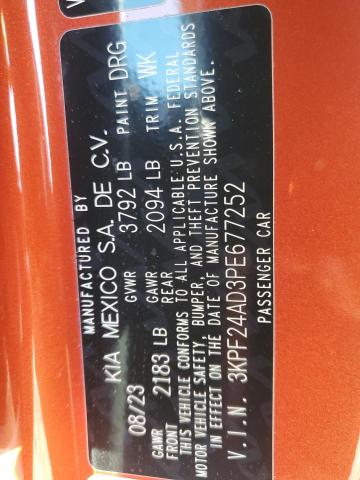 MANUFACTURED BY
KIA MEXICO S.A. DE C.V.
08/23 GVWR 3792 LB PAINT DRG
GAWR FRONT 2183 LB GAWR REAR 2094 LB TRIM WK
THIS VEHICLE CONFORMS TO ALL APPLICABLE U.S.A. FEDERAL
MOTOR VEHICLE SAFETY, BUMPER, AND THEFT PREVENTION STANDARDS
IN EFFECT ON THE DATE OF MANUFACTURE SHOWN ABOVE.
V.I.N. 3KPF24AD3PE677252
PASSENGER CAR